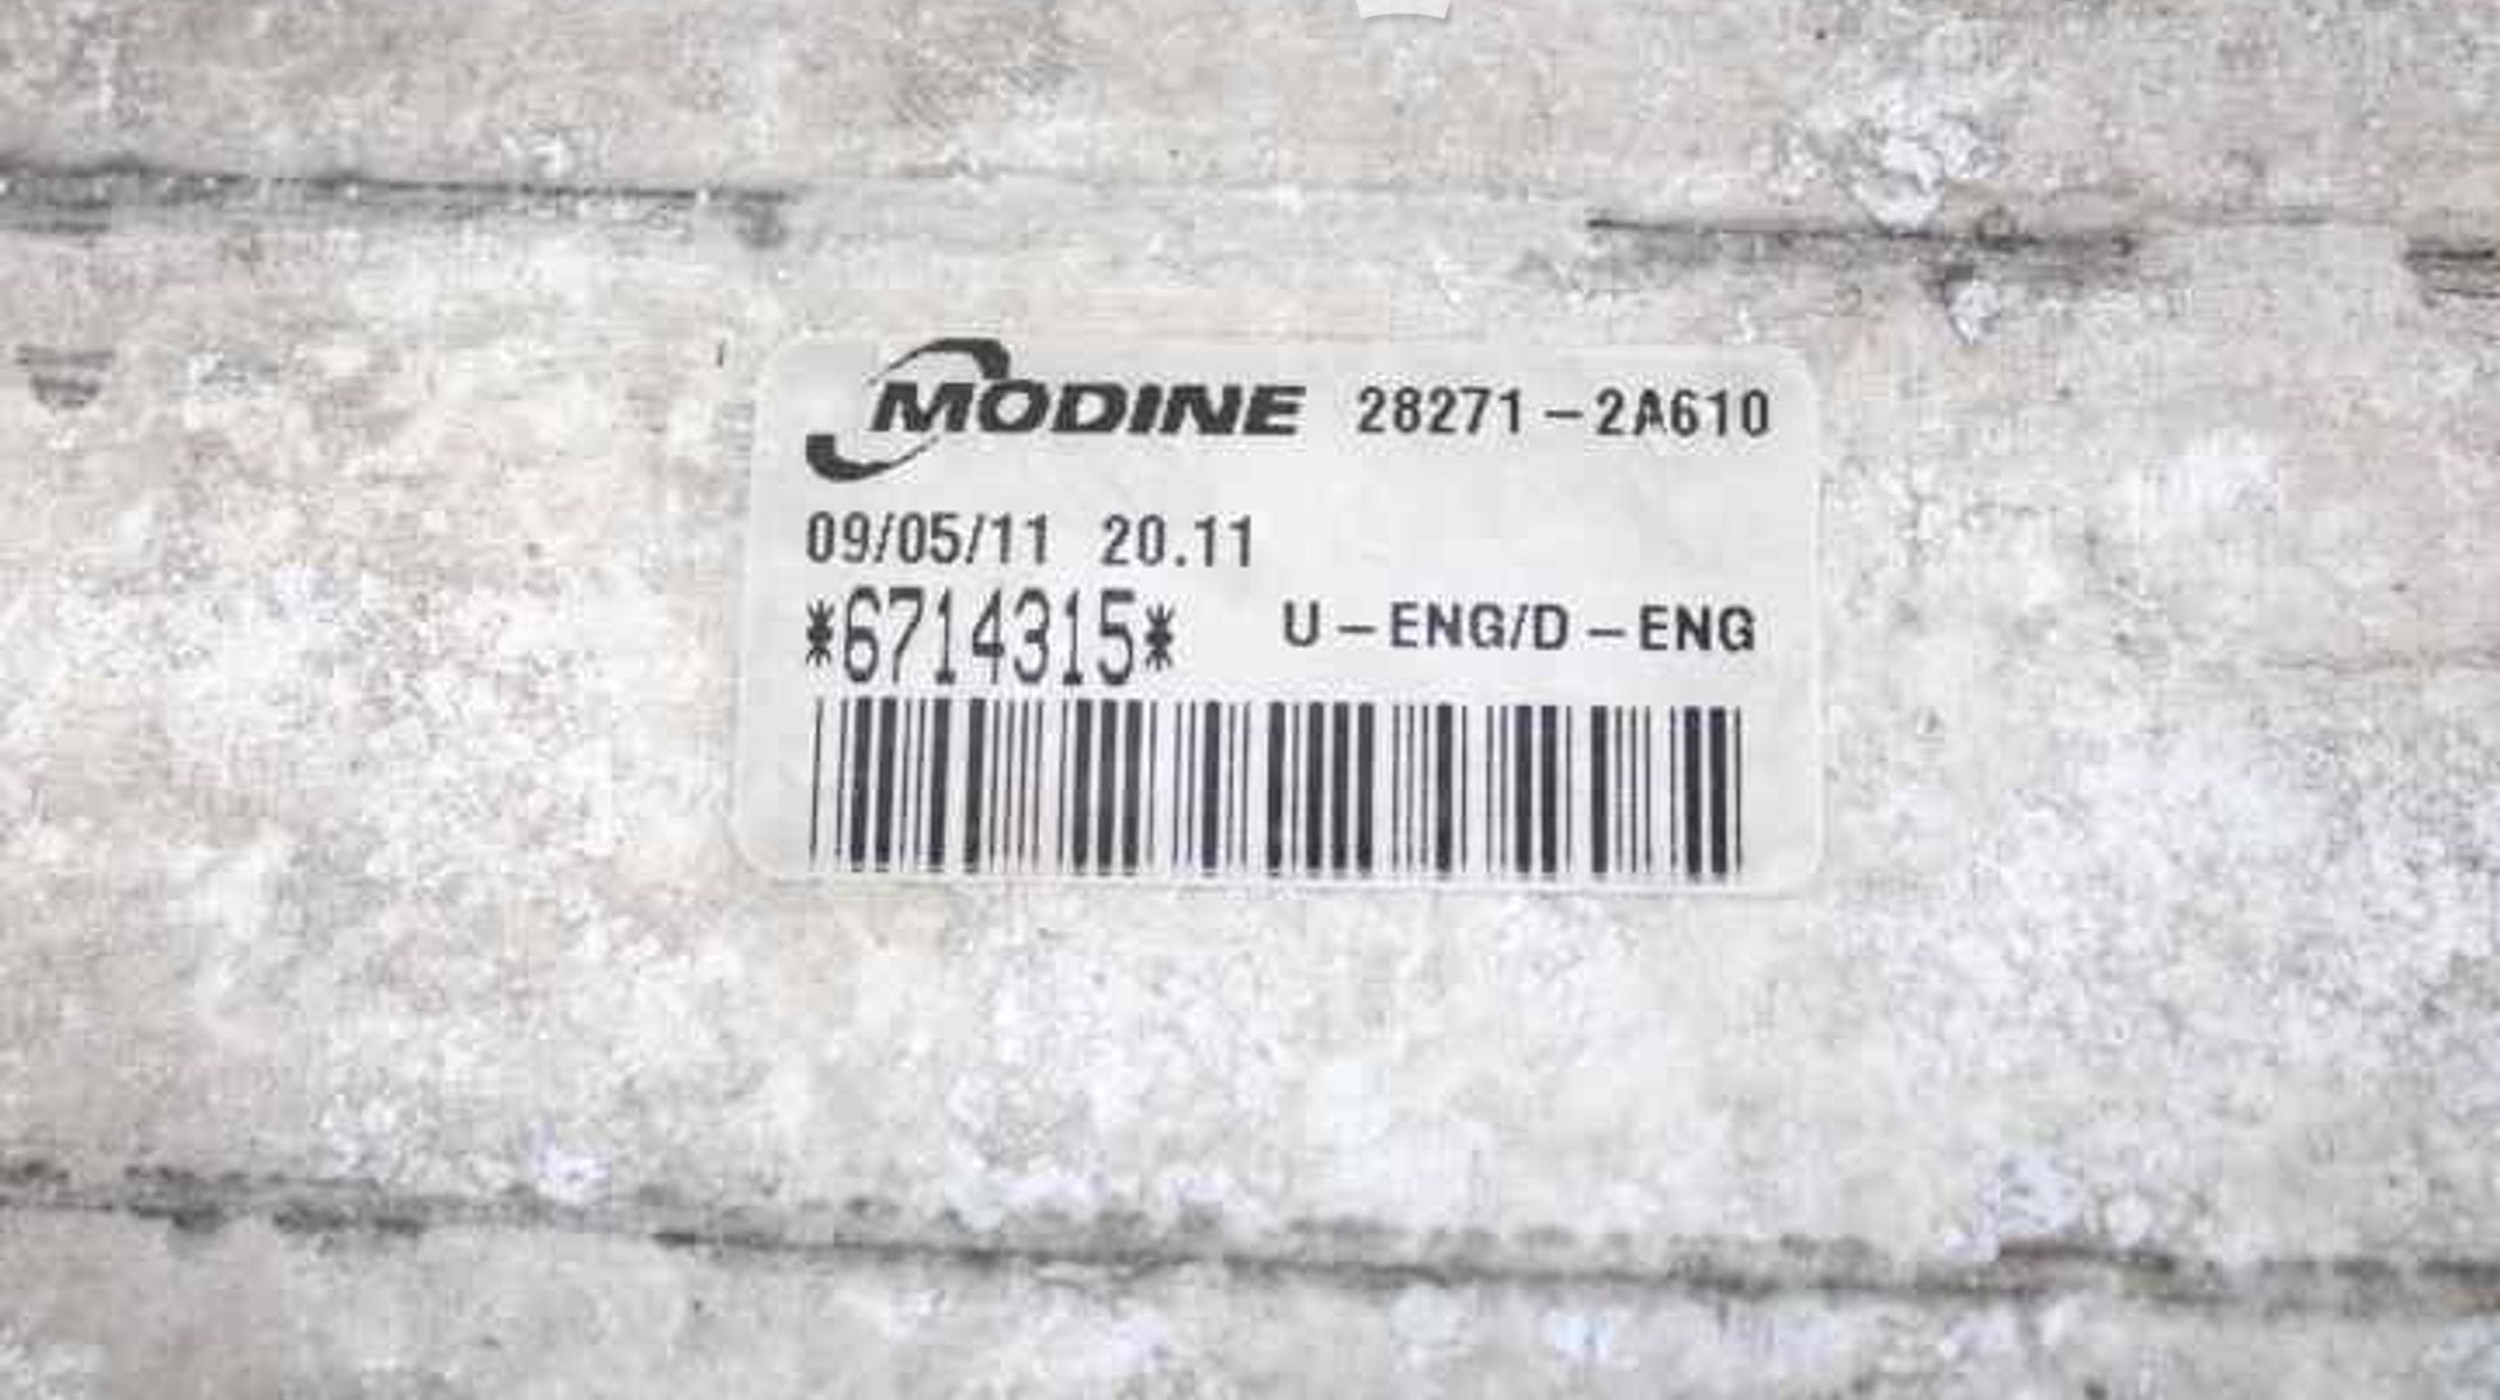 MODINE 28271-2A610
09/05/11 20.11
*6714315* U-ENG/D-ENG